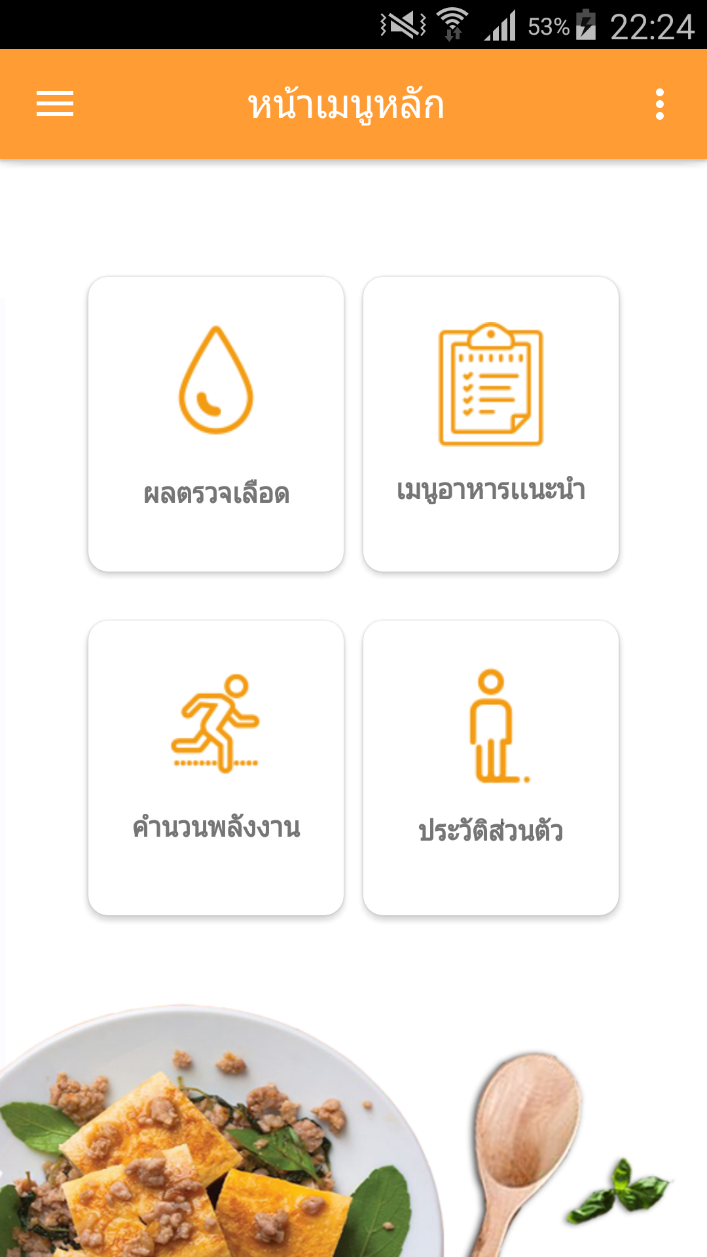 53% 22:24
หน้าเมนูหลัก
ผลตรวจเลือด
เมนูอาหารแนะนำ
คำนวนพลังงาน
ประวัติส่วนตัว